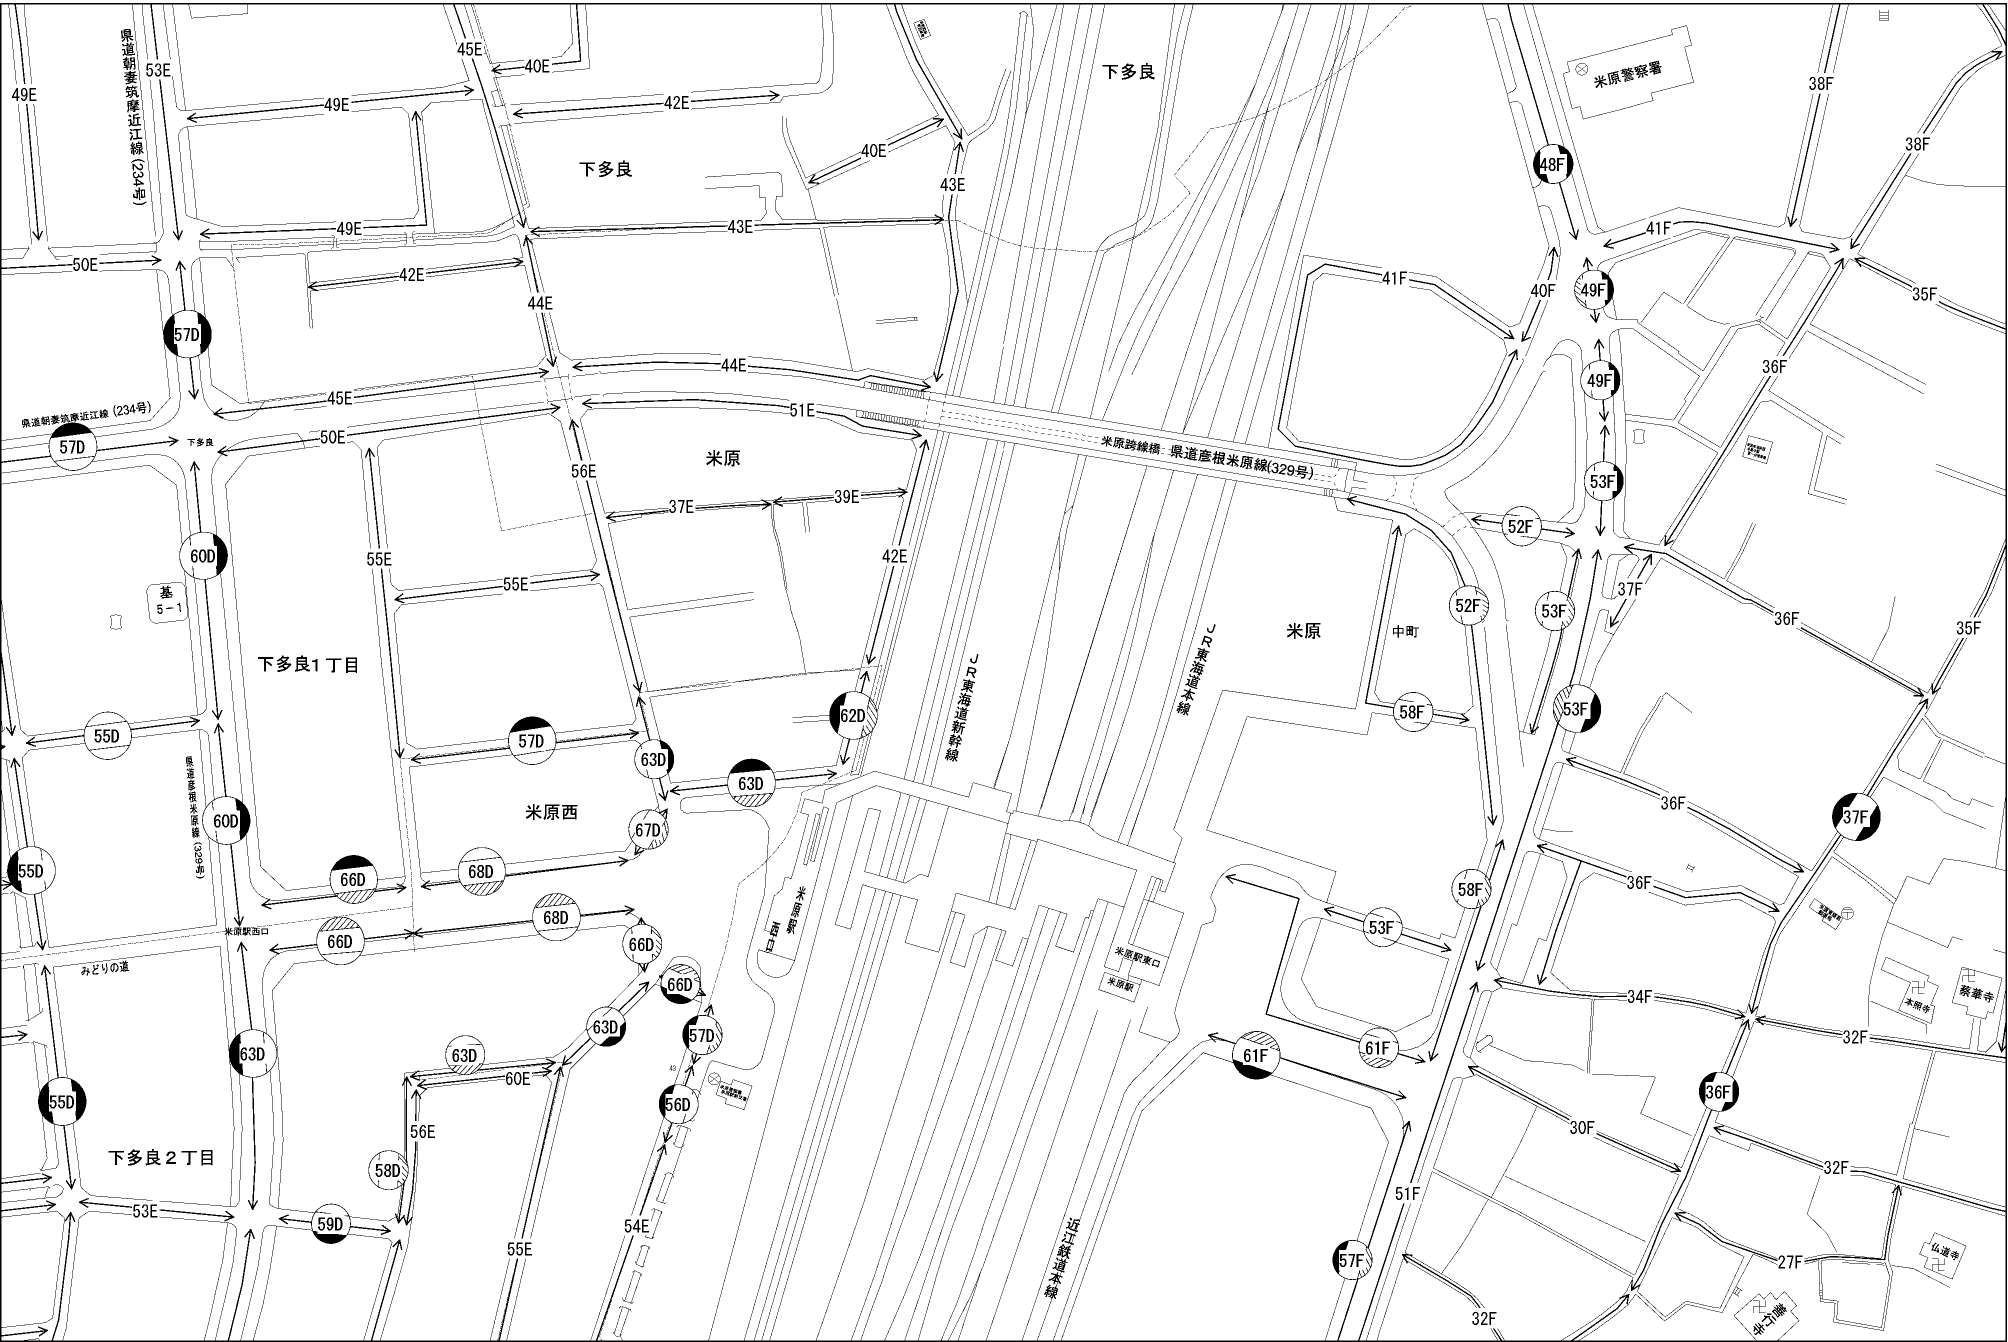 45E
40E
下多良
米原警察署
県道朝妻筑摩近江線(234号)
53E
49E
49E
42E
38F
38F
40E
48F
下多良
43E
49E
43E
41F
50E
42E
41F
40F
49F
35F
44E
57D
44E
36F
49F
45E
県道朝妻筑摩近江線(234号)
51E
57D
下多良
50E
米原跨線橋 県道彦根米原線(329号)
米原
56E
53F
37E
39E
52F
60D
55E
42E
55E
37F
基
5-1
52F
53F
36F
35F
米原
中町
下多良1丁目
JR東海道新幹線
JR東海道本線
58F
53F
62D
55D
57D
63D
63D
36F
37F
県道彦根米原線(329号)
60D
米原西
67D
55D
66D
68D
36F
58F
米原駅
西口
68D
53F
米原駅西口
66D
66D
みどりの道
米原駅東口
米原駅
66D
34F
蔡華寺
本照寺
63D
57D
63D
63D
61F
61F
32F
43
60E
55D
56D
36F
56E
30F
下多良2丁目
58D
32F
53E
59D
54E
51F
55E
近江鉄道本線
57F
27F
仏道寺
32F
善行寺